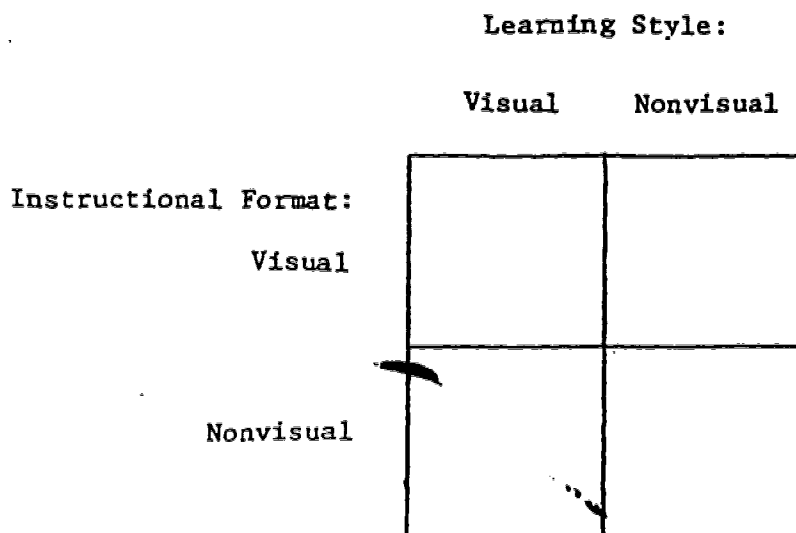 Learning Style:
Visual Nonvisual
Instructional Format:
Visual
Nonvisual